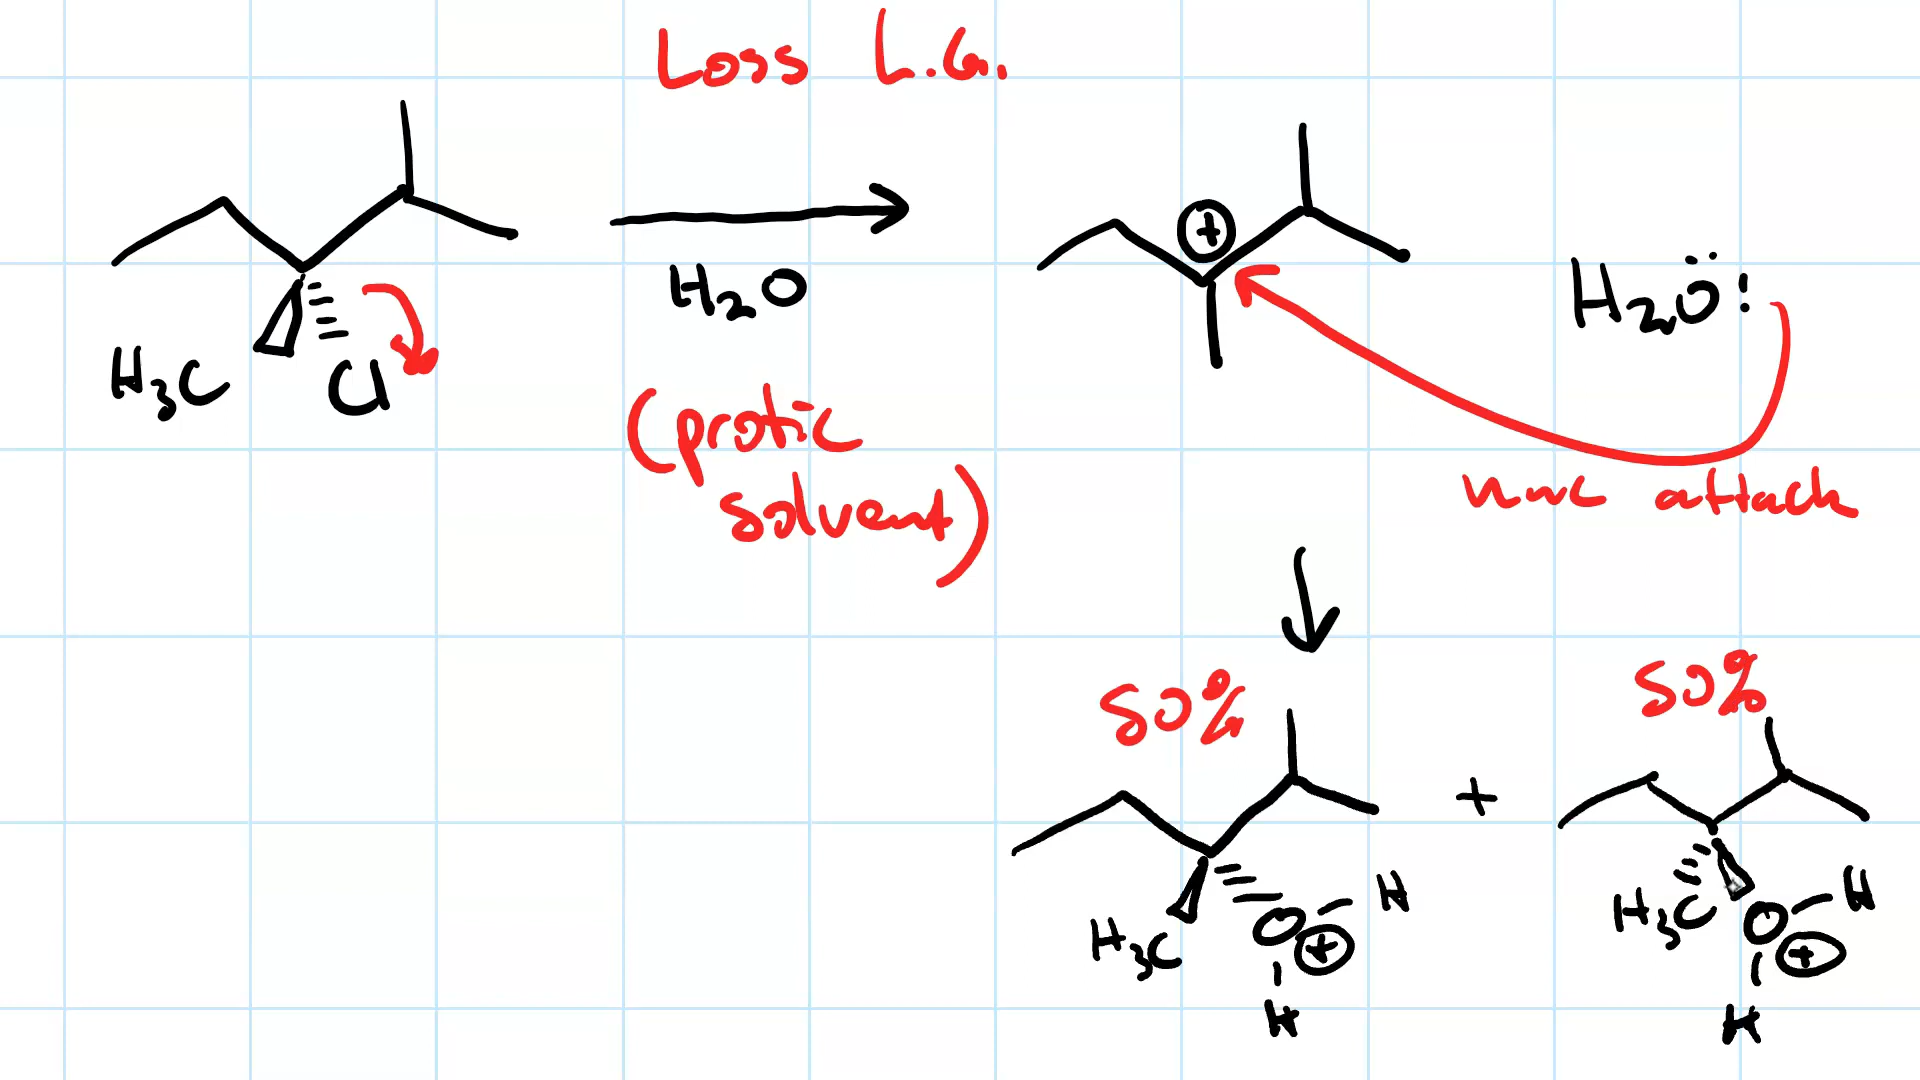 Loss L.G.
H₃C
Cl
H₂O
(protic
solvent)
+
H₂Ö:
nuc attack
50%
50%
H₃C
O
H
+
H
+
H₃C
O
H
+
H